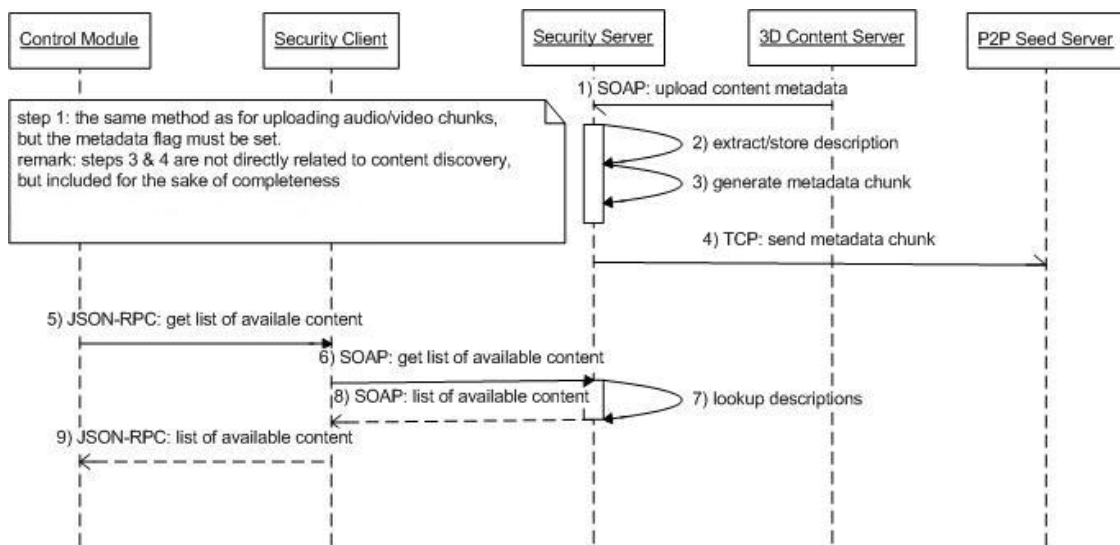 Control Module
Security Client
Security Server
3D Content Server
P2P Seed Server
1) SOAP: upload content metadata
step 1: the same method as for uploading audio/video chunks,
but the metadata flag must be set.
remark: steps 3 & 4 are not directly related to content discovery,
but included for the sake of completeness
2) extract/store description
3) generate metadata chunk
4) TCP: send metadata chunk
5) JSON-RPC: get list of availale content
6) SOAP: get list of available content
8) SOAP: list of available content
7) lookup descriptions
9) JSON-RPC: list of available content